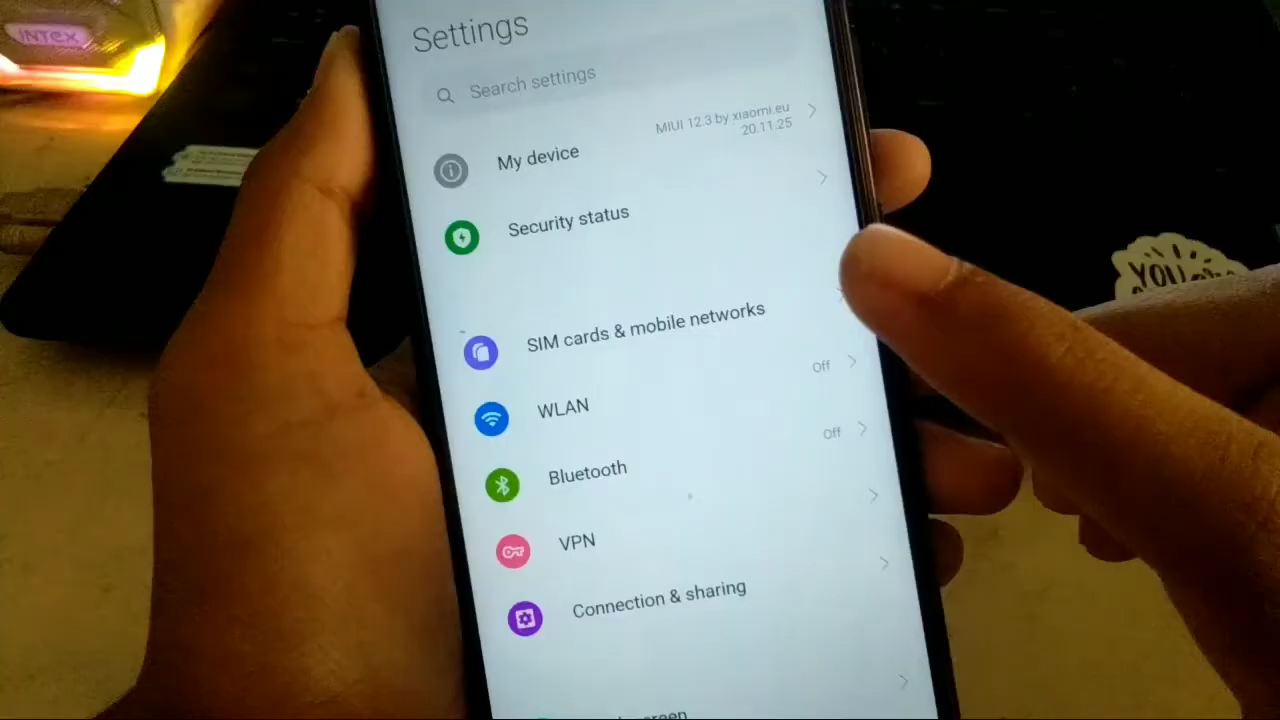 INTEX
Settings
Search settings
MIUI 12.3 by xiaomi.eu
20.11.25
My device
Security status
SIM cards & mobile networks
Off
WLAN
Off
Bluetooth
VPN
Connection & sharing
YOU